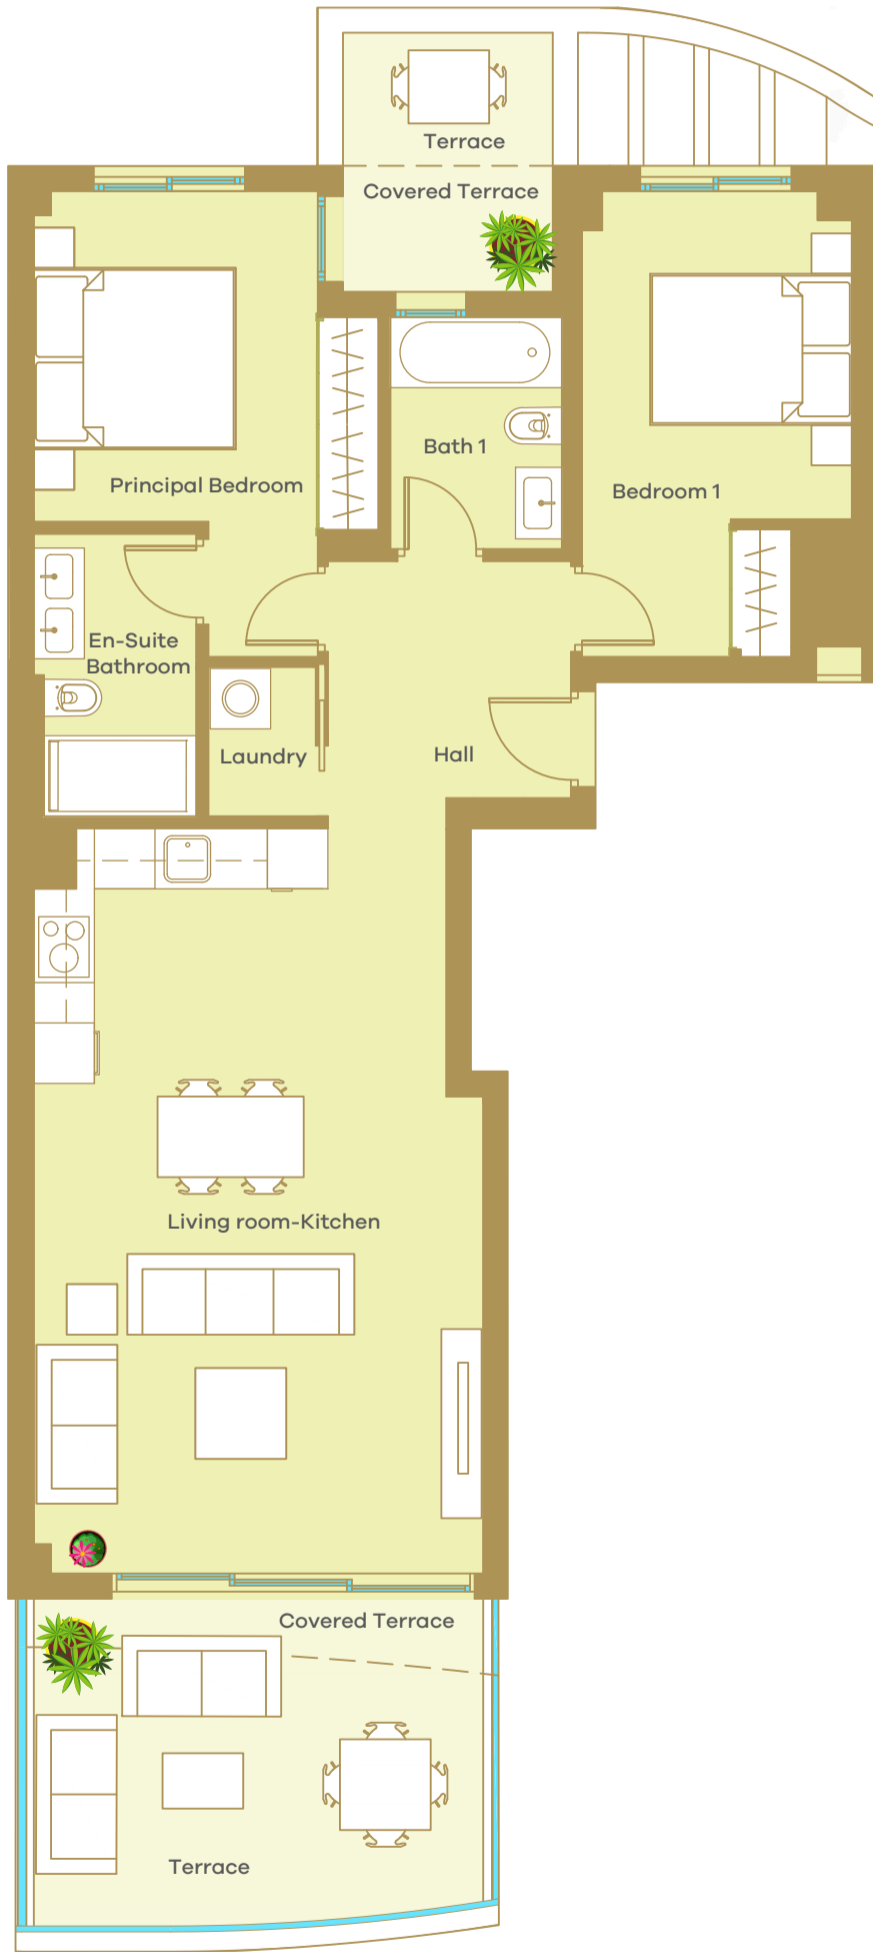 Terrace
Covered Terrace
Bath 1
Principal Bedroom
Bedroom 1
En-Suite
Bathroom
Laundry
Hall
Living room-Kitchen
Covered Terrace
Terrace